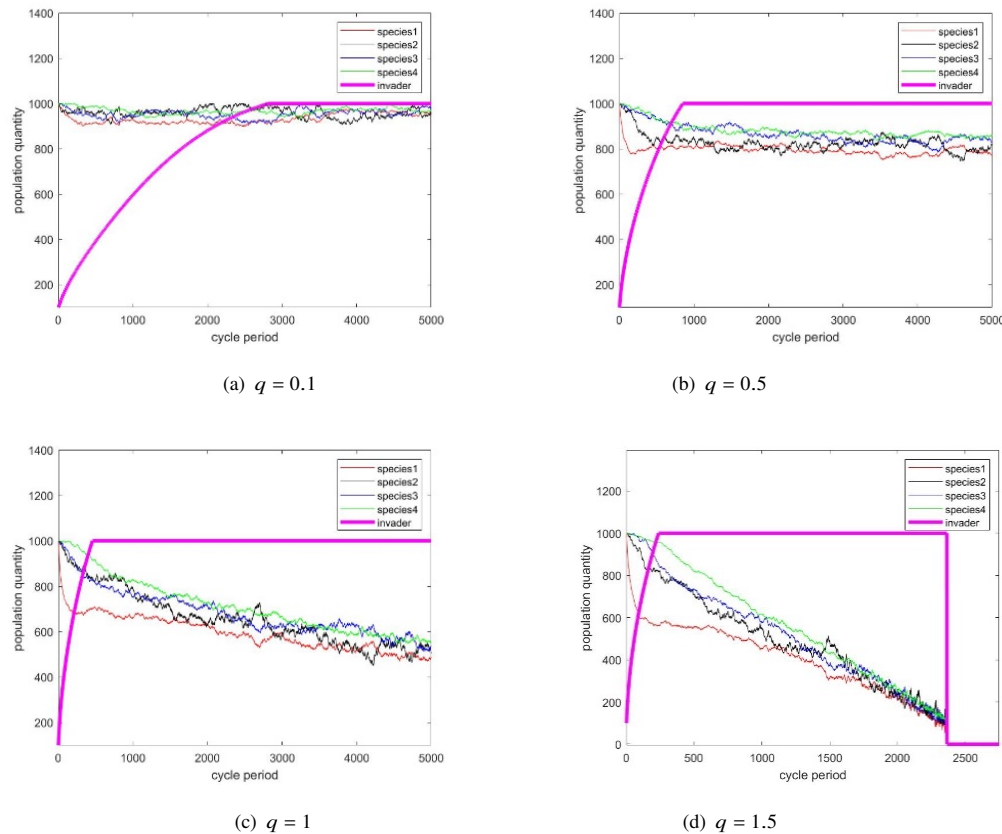 1400
1200
1000
800
600
400
200
0 1000 2000 3000 4000 5000
cycle period
population quantity
species1
species2
species3
species4
invader
(a) q = 0.1
1400
1200
1000
800
600
400
200
0 1000 2000 3000 4000 5000
cycle period
population quantity
species1
species2
species3
species4
invader
(b) q = 0.5
1400
1200
1000
800
600
400
200
0 1000 2000 3000 4000 5000
cycle period
population quantity
species1
species2
species3
species4
invader
(c) q = 1
1200
1000
800
600
400
200
0
0 500 1000 1500 2000 2500
cycle period
population quantity
species1
species2
species3
species4
invader
(d) q = 1.5